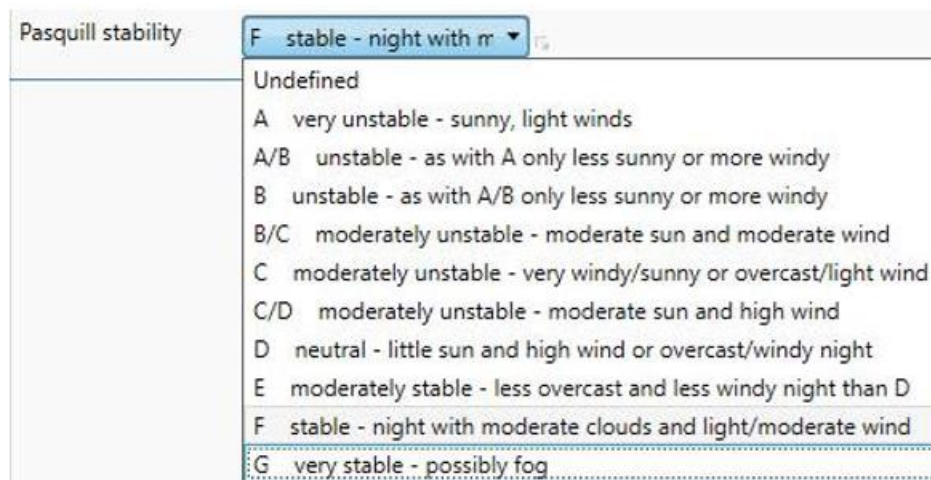 Pasquill stability
F stable - night with m
Undefined
A very unstable - sunny, light winds
A/B unstable - as with A only less sunny or more windy
B unstable - as with A/B only less sunny or more windy
B/C moderately unstable - moderate sun and moderate wind
C moderately unstable - very windy/sunny or overcast/light wind
C/D moderately unstable - moderate sun and high wind
D neutral - little sun and high wind or overcast/windy night
E moderately stable - less overcast and less windy night than D
F stable - night with moderate clouds and light/moderate wind
G very stable - possibly fog